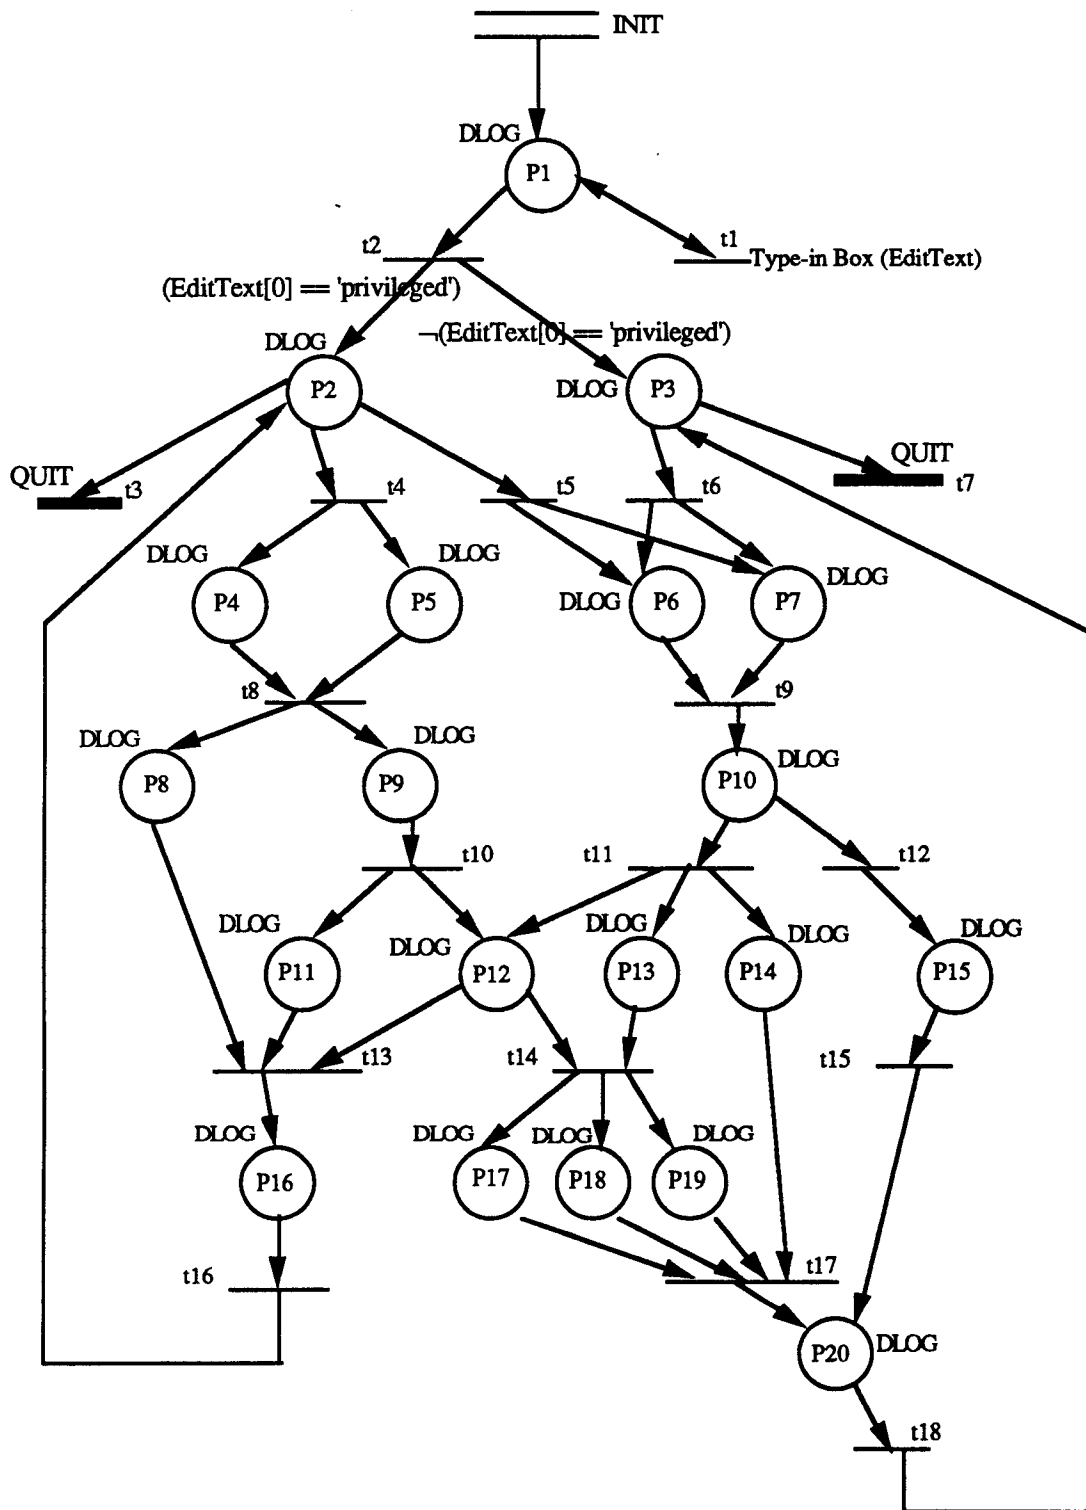 INIT
DLOG
P1
t2
t1
Type-in Box (EditText)
(EditText[0] == 'privileged')
¬(EditText[0] == 'privileged')
DLOG
P2
DLOG
P3
QUIT
t3
QUIT
t7
t4
t5
t6
DLOG
P4
DLOG
P5
DLOG
P6
P7
DLOG
t8
t9
DLOG
P8
DLOG
P9
P10
DLOG
t10
t11
t12
DLOG
P11
DLOG
P12
DLOG
P13
DLOG
P14
DLOG
P15
t13
t14
t15
DLOG
P16
DLOG
P17
DLOG
P18
DLOG
P19
t16
t17
P20
DLOG
t18